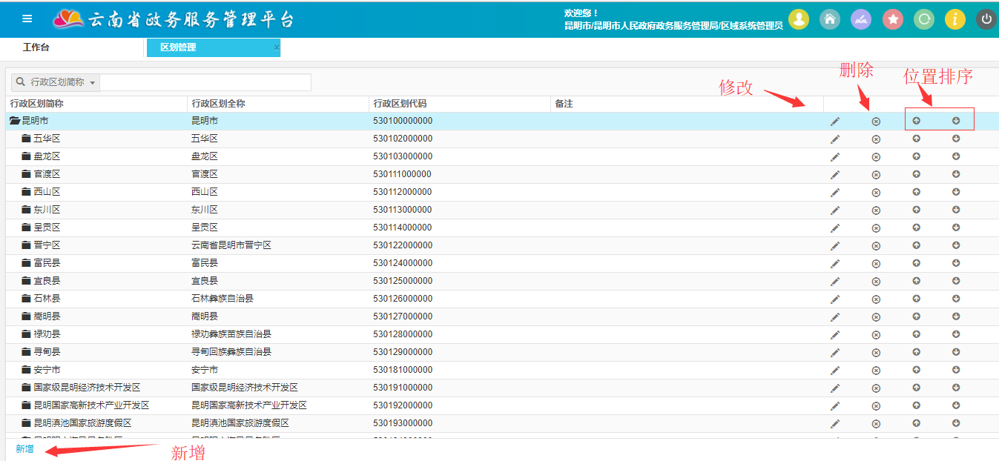 云南省政务服务管理平台
欢迎您！
昆明市/昆明市人民政府政务服务管理局/区域系统管理员
工作台 区划管理 ×
行政区划简称
修改 删除 位置排序
行政区划简称 行政区划全称 行政区划代码 备注
昆明市 昆明市 530100000000
五华区 五华区 530102000000
盘龙区 盘龙区 530103000000
官渡区 官渡区 530111000000
西山区 西山区 530112000000
东川区 东川区 530113000000
呈贡区 呈贡区 530114000000
晋宁区 云南省昆明市晋宁区 530122000000
富民县 富民县 530124000000
宜良县 宜良县 530125000000
石林县 石林彝族自治县 530126000000
嵩明县 嵩明县 530127000000
禄劝县 禄劝彝族苗族自治县 530128000000
寻甸县 寻甸回族彝族自治县 530129000000
安宁市 安宁市 530181000000
国家级昆明经济技术开发区 国家级昆明经济技术开发区 530191000000
昆明国家高新技术产业开发区 昆明国家高新技术产业开发区 530192000000
昆明滇池国家旅游度假区 昆明滇池国家旅游度假区 530193000000
新增 新增